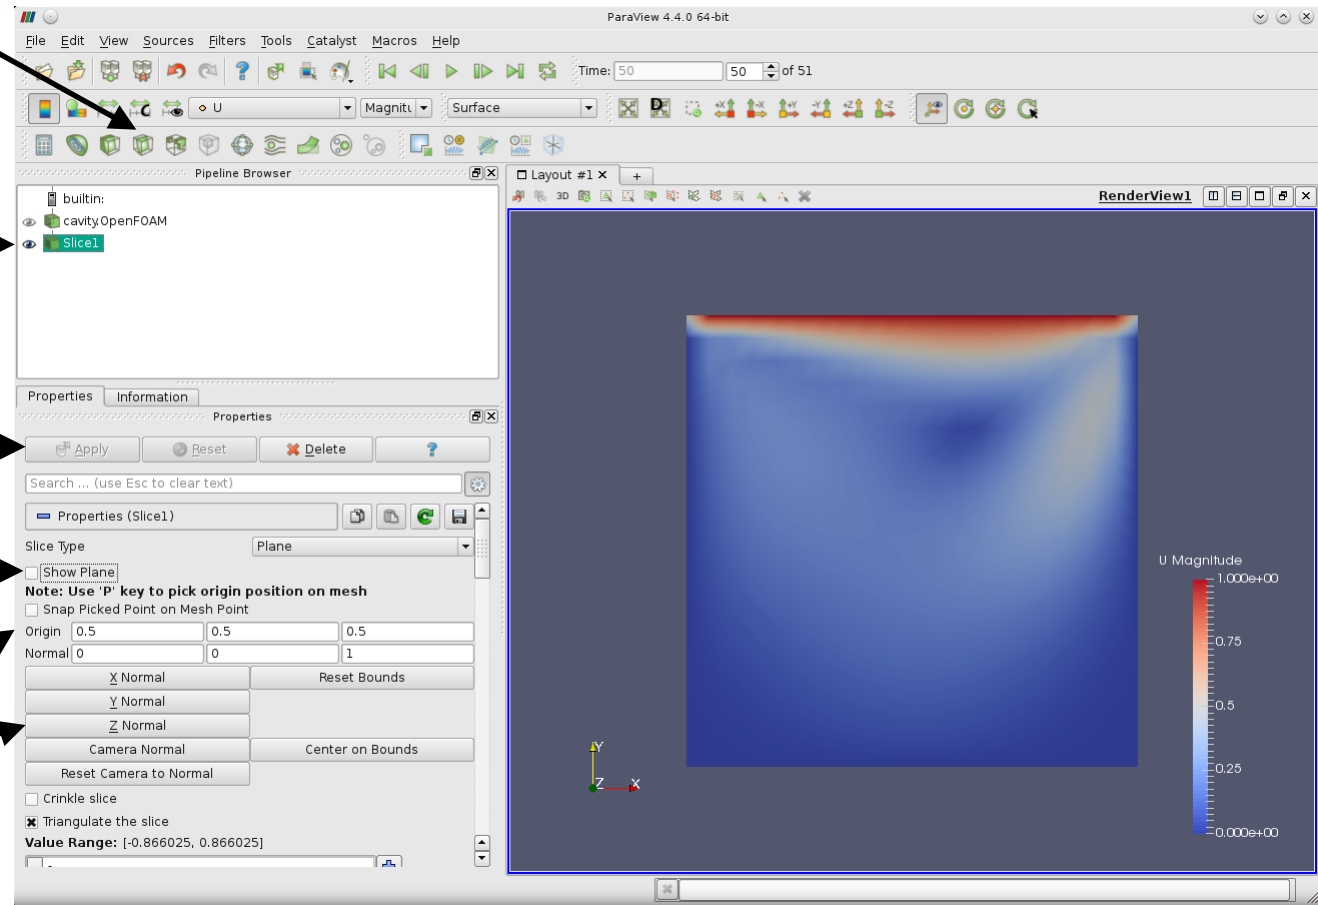 ParaView 4.4.0 64-bit
File Edit View Sources Filters Tools Catalyst Macros Help
Time: 50 50 of 51
U Magnitu Surface
Pipeline Browser
Layout #1
builtin:
3D RenderView1
cavity.OpenFOAM
Slice1
Properties Information
Properties
Apply Reset Delete ?
Search ... (use Esc to clear text)
Properties (Slice1)
Slice Type Plane
Show Plane
Note: Use 'P' key to pick origin position on mesh
Snap Picked Point on Mesh Point
Origin 0.5 0.5 0.5
Normal 0 0 1
X Normal Reset Bounds
Y Normal
Z Normal
Camera Normal Center on Bounds
Reset Camera to Normal
Crinkle slice
Triangulate the slice
Value Range: [-0.866025, 0.866025]
U Magnitude
1.000e+00
0.75
0.5
0.25
0.000e+00
Y
Z X